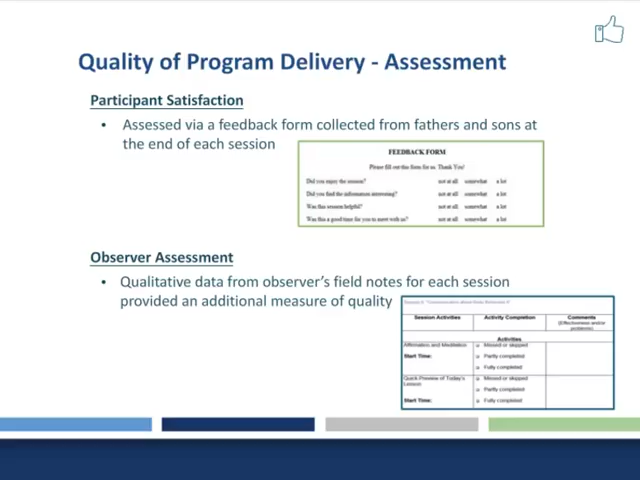 Quality of Program Delivery - Assessment
Participant Satisfaction
• Assessed via a feedback form collected from fathers and sons at
the end of each session
FEEDBACK FORM
Please fill out this form for us. Thank You!
Did you enjoy the session? not at all somewhat a lot
Did you find the information interesting? not at all somewhat a lot
Was this session helpful? not at all somewhat a lot
Was this a good time for you to meet with us? not at all somewhat a lot
Observer Assessment
• Qualitative data from observer's field notes for each session
provided an additional measure of quality
Session Activities Activity Completion Comments
(Effectiveness and/or
problems)
Activities
Affirmation and Meditation Missed or skipped
Start Time: Partly completed
Fully completed
Quick Preview of Today's Missed or skipped
Lesson
Partly completed
Start Time: Fully completed